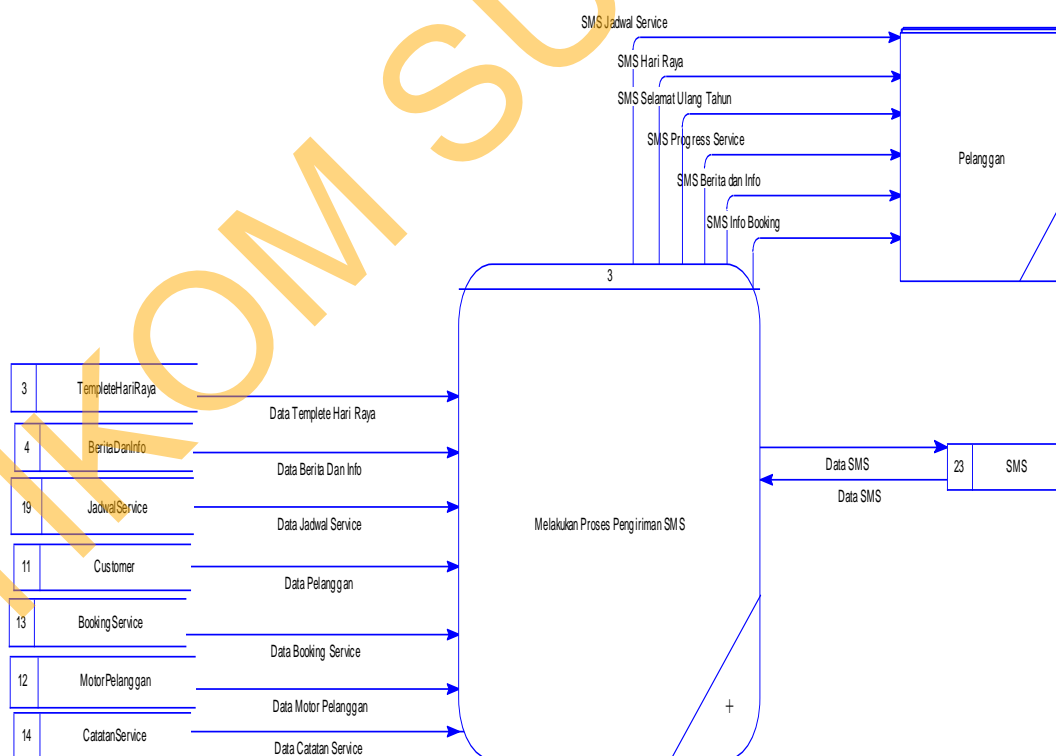 SMS Jadwal Service
SMS Hari Raya
SMS Selamat Ulang Tahun
SMS Progress Service
SMS Berita dan Info
SMS Info Booking
Pelanggan
3
Melakukan Proses Pengiriman SMS
3 TempleteHariRaya
Data Templete Hari Raya
4 BeritaDanInfo
Data Berita Dan Info
19 JadwalService
Data Jadwal Service
11 Customer
Data Pelanggan
13 BookingService
Data Booking Service
12 MotorPelanggan
Data Motor Pelanggan
14 CatatanService
Data Catatan Service
Data SMS
Data SMS
23 SMS
+
IKOM SU